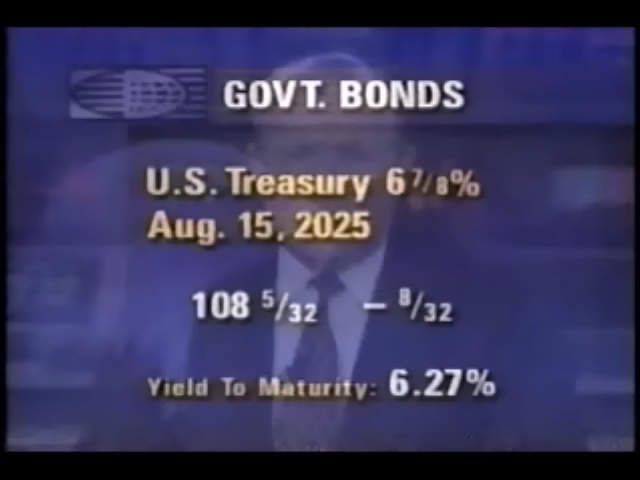 GOVT. BONDS
U.S. Treasury 6 7/8%
Aug. 15, 2025
108 5/32 – 8/32
Yield To Maturity: 6.27%